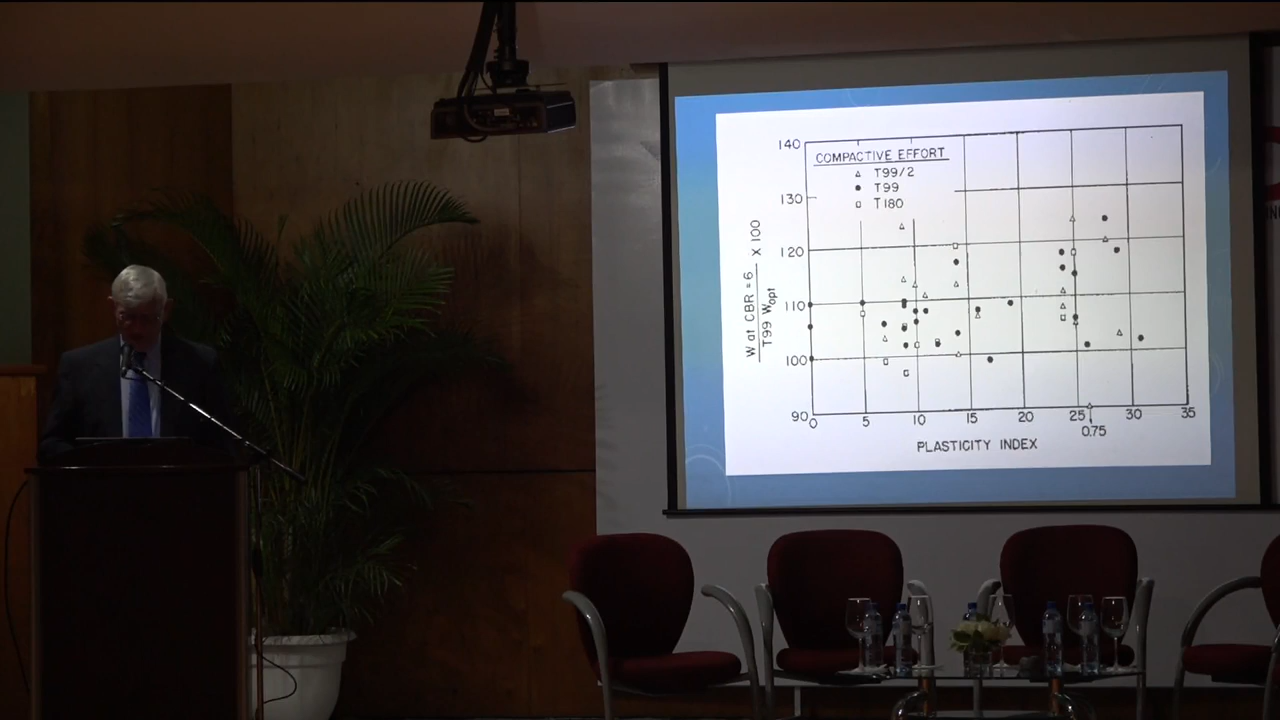 COMPACTIVE EFFORT
T99/2
T99
T180
140
130
120
110
100
90
W at CBR = 6
T99 Wopt
X 100
0
5
10
15
20
25
30
35
0.75
PLASTICITY INDEX